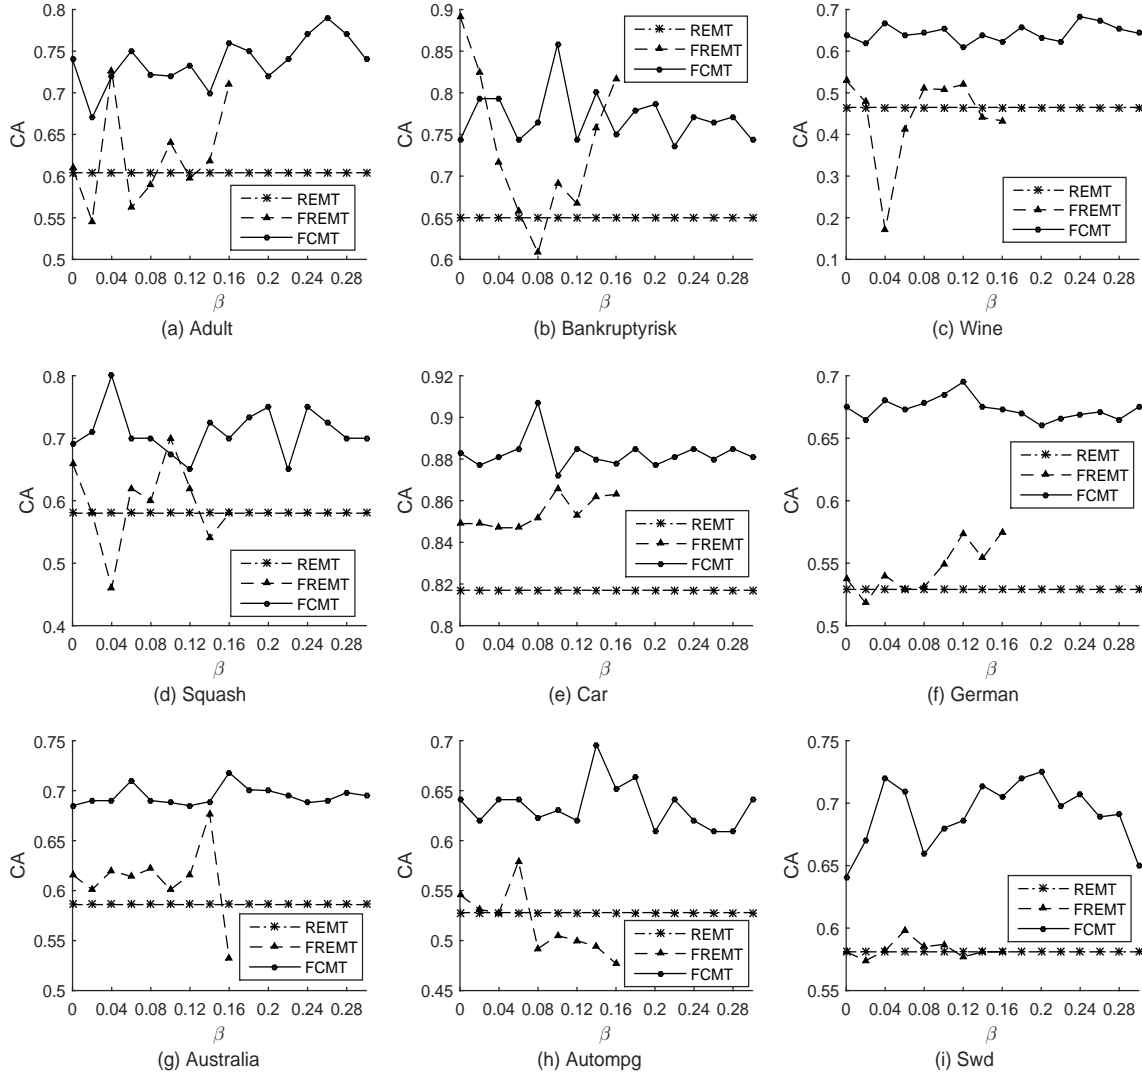 0.8
0.75
0.7
0.65
0.6
0.55
0.5
CA
REMT
FREMT
FCMT
0 0.04 0.08 0.12 0.16 0.2 0.24 0.28
β
(a) Adult
0.9
0.85
0.8
0.75
0.7
0.65
0.6
CA
REMT
FREMT
FCMT
0 0.04 0.08 0.12 0.16 0.2 0.24 0.28
β
(b) Bankruptyrisk
0.7
0.6
0.5
0.4
0.3
0.2
0.1
CA
REMT
FREMT
FCMT
0 0.04 0.08 0.12 0.16 0.2 0.24 0.28
β
(c) Wine
0.8
0.7
0.6
0.5
0.4
CA
REMT
FREMT
FCMT
0 0.04 0.08 0.12 0.16 0.2 0.24 0.28
β
(d) Squash
0.92
0.9
0.88
0.86
0.84
0.82
0.8
CA
REMT
FREMT
FCMT
0 0.04 0.08 0.12 0.16 0.2 0.24 0.28
β
(e) Car
0.7
0.65
0.6
0.55
0.5
CA
REMT
FREMT
FCMT
0 0.04 0.08 0.12 0.16 0.2 0.24 0.28
β
(f) German
0.75
0.7
0.65
0.6
0.55
0.5
CA
REMT
FREMT
FCMT
0 0.04 0.08 0.12 0.16 0.2 0.24 0.28
β
(g) Australia
0.7
0.65
0.6
0.55
0.5
0.45
CA
REMT
FREMT
FCMT
0 0.04 0.08 0.12 0.16 0.2 0.24 0.28
β
(h) Autompg
0.75
0.7
0.65
0.6
0.55
CA
REMT
FREMT
FCMT
0 0.04 0.08 0.12 0.16 0.2 0.24 0.28
β
(i) Swd